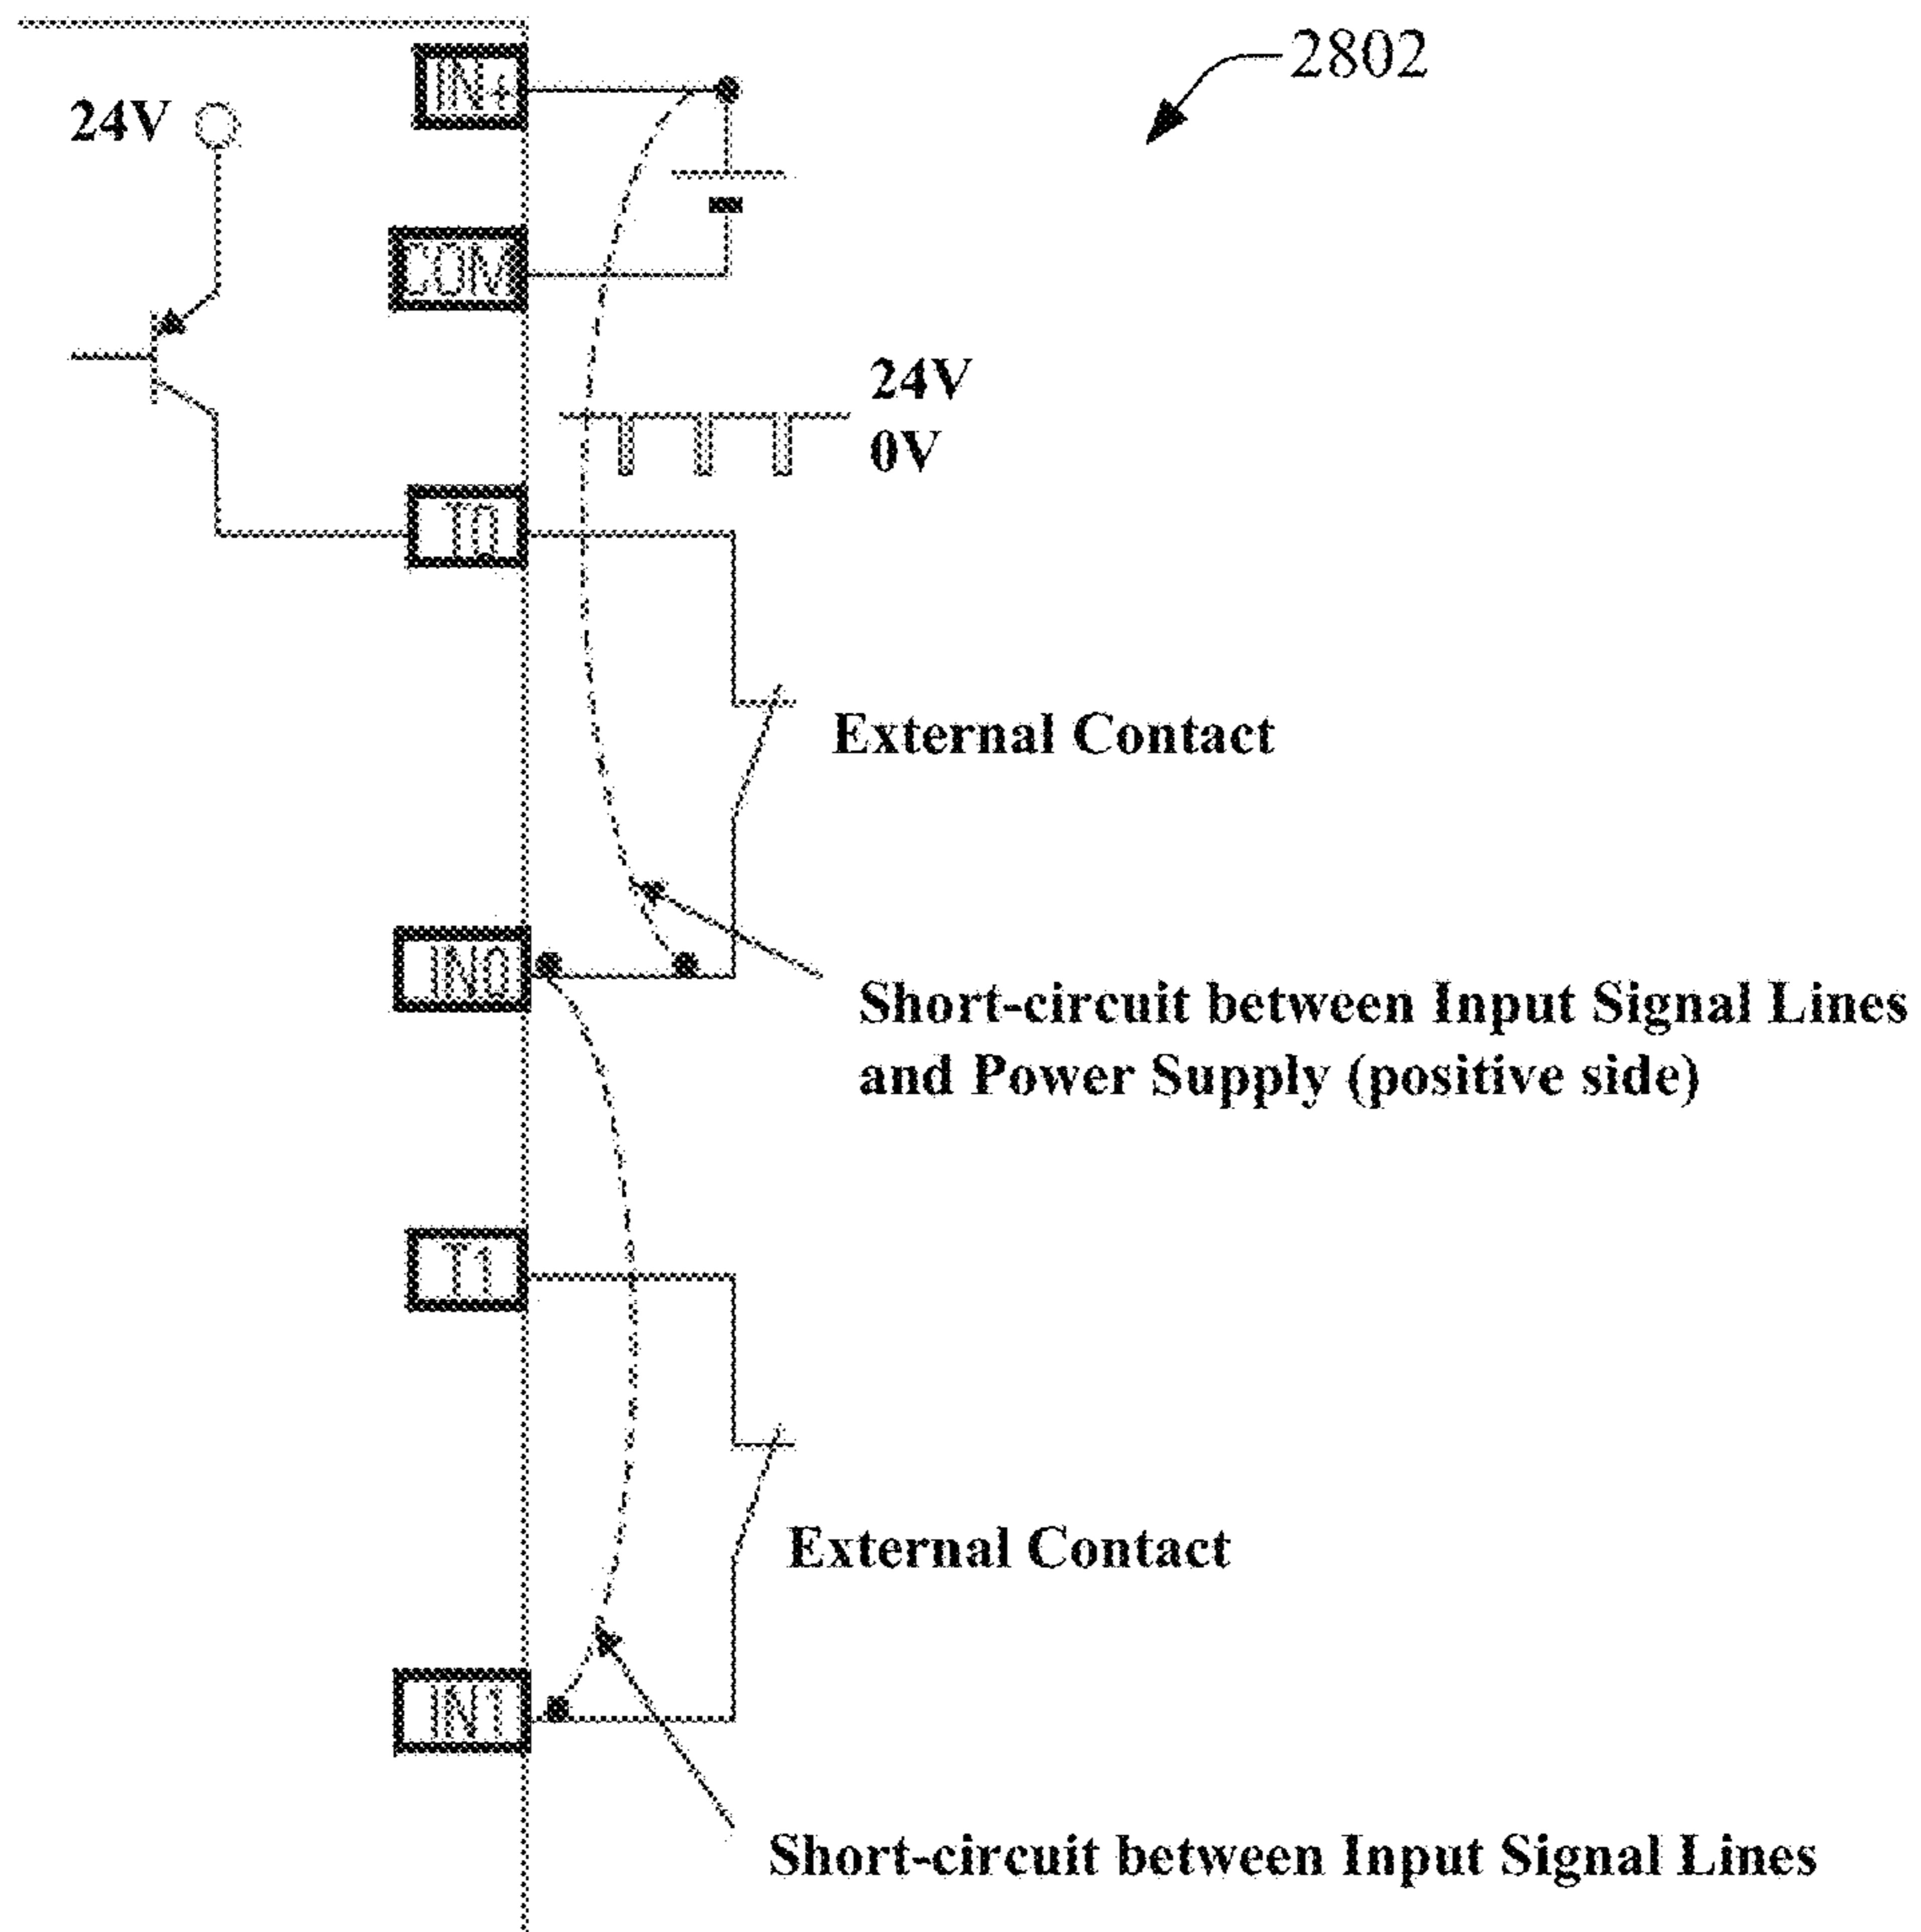 2802
IN+
24V
COM
24V
0V
T0
External Contact
IN0
Short-circuit between Input Signal Lines
and Power Supply (positive side)
T1
External Contact
IN1
Short-circuit between Input Signal Lines